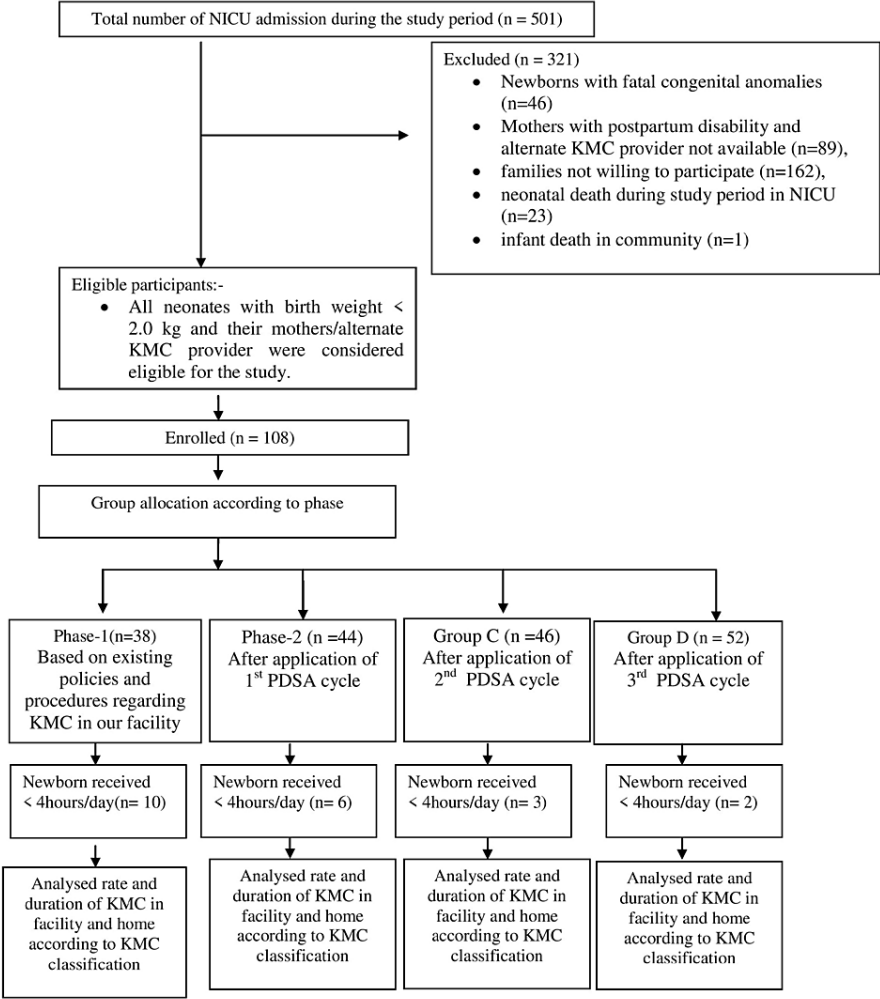 Total number of NICU admission during the study period (n = 501)
Excluded (n = 321)
• Newborns with fatal congenital anomalies
(n=46)
• Mothers with postpartum disability and
alternate KMC provider not available (n=89),
• families not willing to participate (n=162),
• neonatal death during study period in NICU
(n=23)
• infant death in community (n=1)
Eligible participants:-
• All neonates with birth weight <
2.0 kg and their mothers/alternate
KMC provider were considered
eligible for the study.
Enrolled (n = 108)
Group allocation according to phase
Phase-1(n=38)
Based on existing
policies and
procedures regarding
KMC in our facility
Phase-2 (n =44)
After application of
1st PDSA cycle
Group C (n =46)
After application of
2nd PDSA cycle
Group D (n = 52)
After application of
3rd PDSA cycle
Newborn received
< 4hours/day(n= 10)
Newborn received
< 4hours/day (n= 6)
Newborn received
< 4hours/day (n= 3)
Newborn received
< 4hours/day (n= 2)
Analysed rate and
duration of KMC in
facility and home
according to KMC
classification
Analysed rate and
duration of KMC in
facility and home
according to KMC
classification
Analysed rate and
duration of KMC in
facility and home
according to KMC
classification
Analysed rate and
duration of KMC in
facility and home
according to KMC
classification